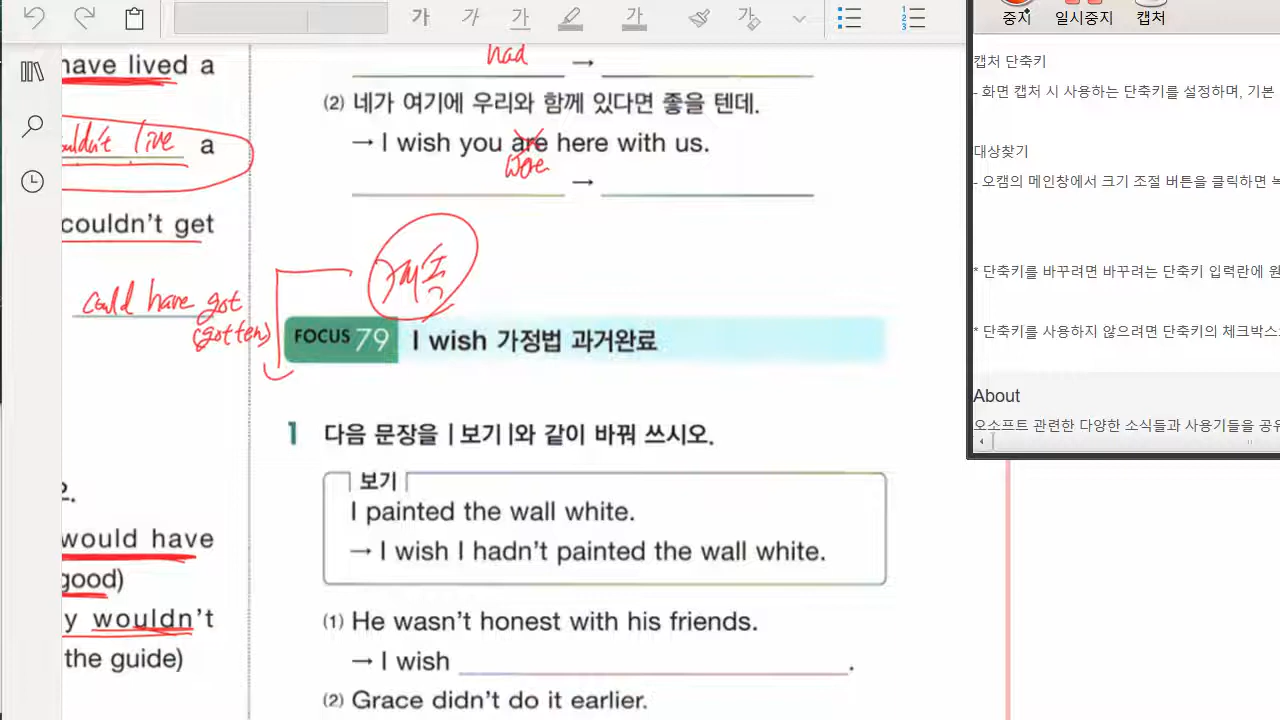 가 가 가 가 가
중지 일시중지 캡처
have lived a
had
→
(2) 네가 여기에 우리와 함께 있다면 좋을 텐데.
→ I wish you are here with us.
were
→
couldn't live a
couldn't get
could have got
(gotten)
FOCUS 79 I wish 가정법 과거완료
1 다음 문장을 |보기|와 같이 바꿔 쓰시오.
보기
I painted the wall white.
→ I wish I hadn't painted the wall white.
(1) He wasn't honest with his friends.
→ I wish .
(2) Grace didn't do it earlier.
would have
good)
y wouldn't
the guide)
캡처 단축키
- 화면 캡처 시 사용하는 단축키를 설정하며, 기본
대상찾기
- 오캠의 메인창에서 크기 조절 버튼을 클릭하면 녹
* 단축키를 바꾸려면 바꾸려는 단축키 입력란에 원
* 단축키를 사용하지 않으려면 단축키의 체크박스
About
오소프트 관련한 다양한 소식들과 사용기들을 공유